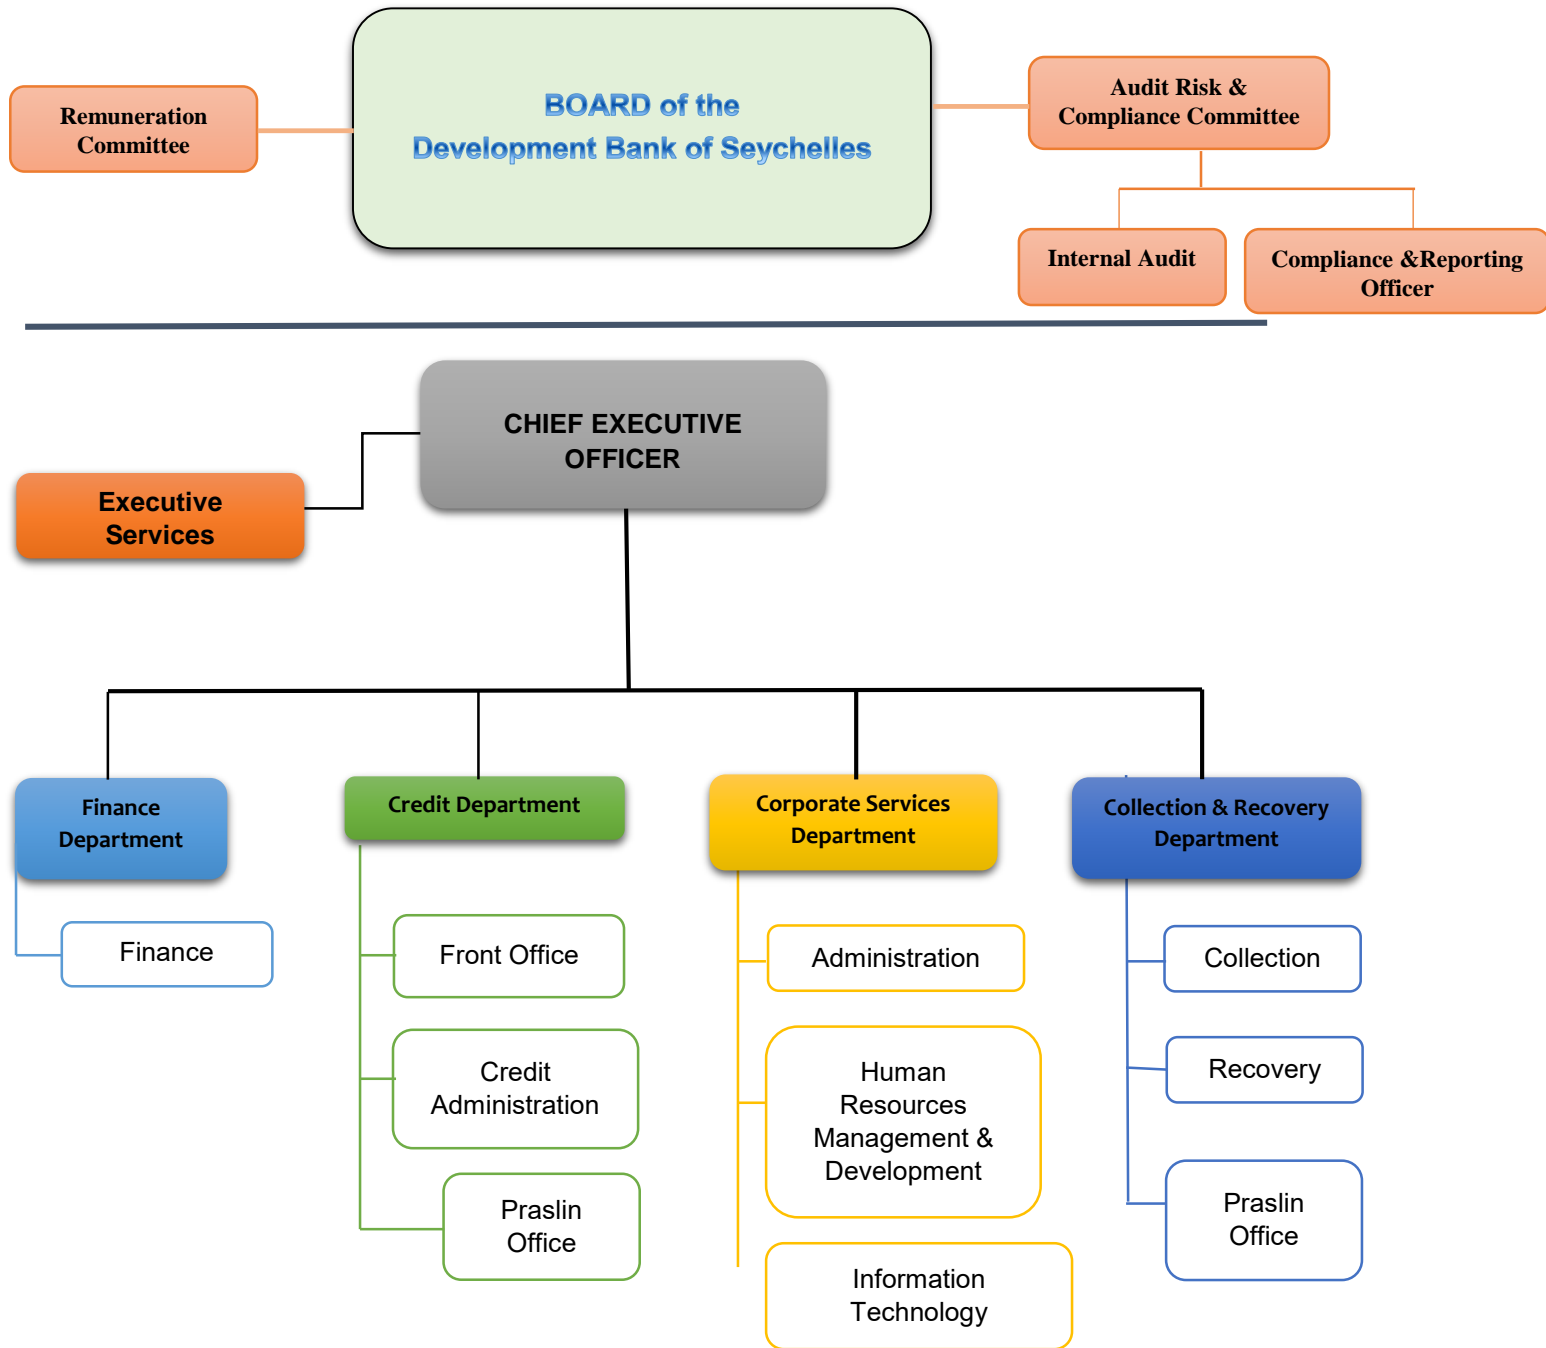 BOARD of the
Development Bank of Seychelles
Remuneration
Committee
Audit Risk &
Compliance Committee
Internal Audit
Compliance &Reporting
Officer
CHIEF EXECUTIVE
OFFICER
Executive
Services
Finance
Department
Credit Department
Corporate Services
Department
Collection & Recovery
Department
Finance
Front Office
Credit
Administration
Praslin
Office
Administration
Human
Resources
Management &
Development
Information
Technology
Collection
Recovery
Praslin
Office